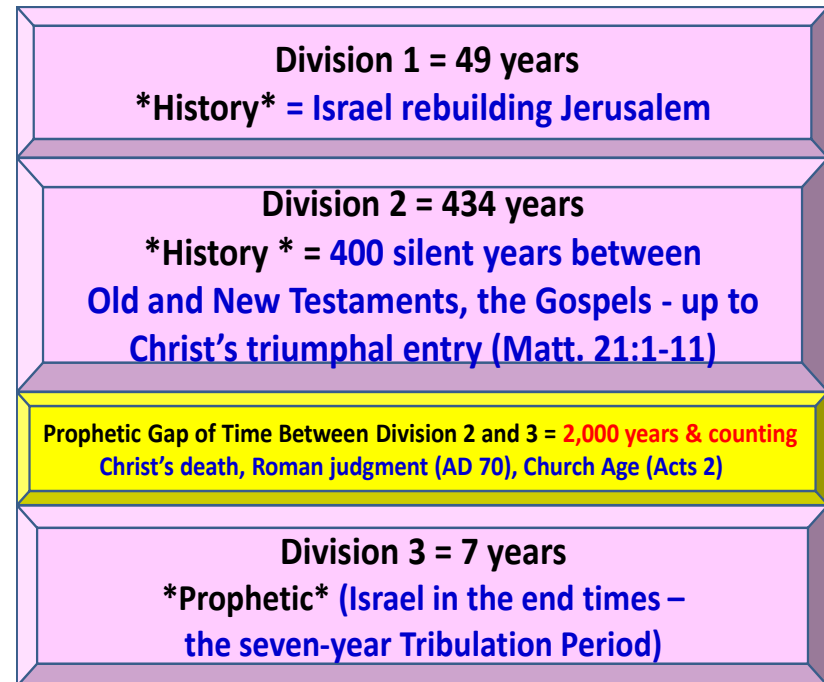 Division 1 = 49 years
*History* = Israel rebuilding Jerusalem
Division 2 = 434 years
*History * = 400 silent years between
Old and New Testaments, the Gospels - up to
Christ’s triumphal entry (Matt. 21:1-11)
Prophetic Gap of Time Between Division 2 and 3 = 2,000 years & counting
Christ’s death, Roman judgment (AD 70), Church Age (Acts 2)
Division 3 = 7 years
*Prophetic* (Israel in the end times –
the seven-year Tribulation Period)